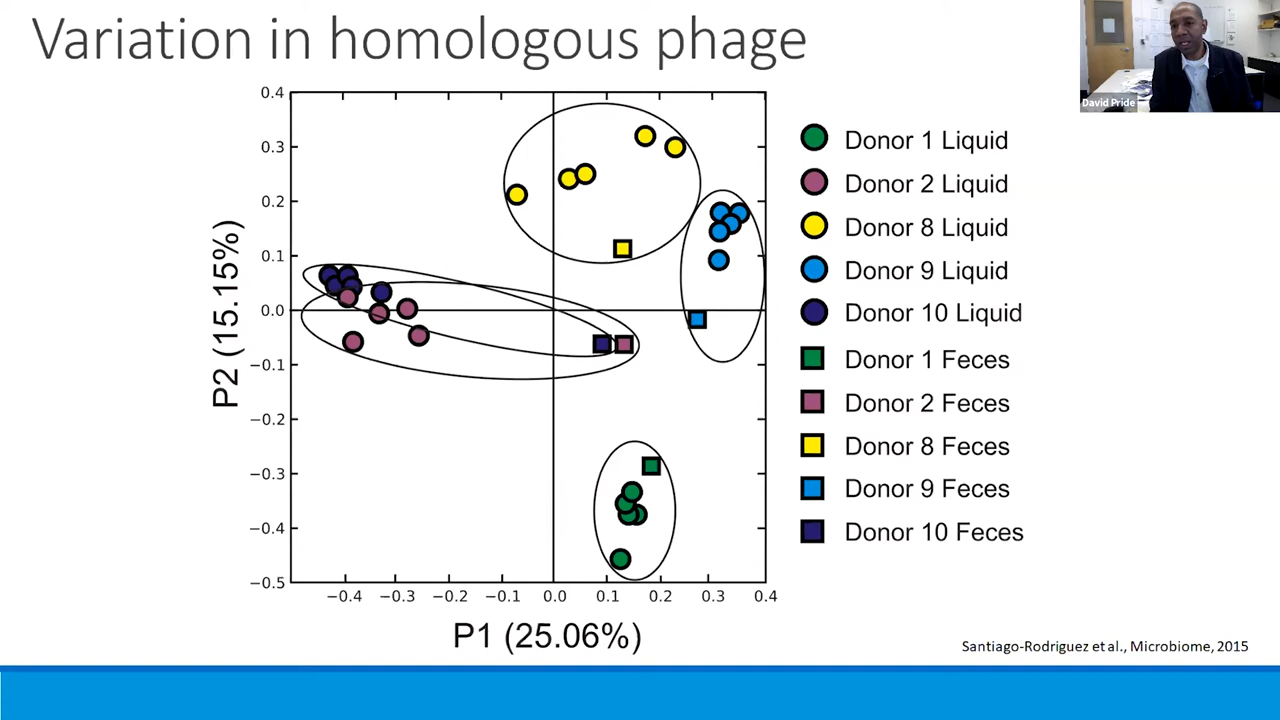 Variation in homologous phage
David Pride
0.4
0.3
0.2
0.1
0.0
−0.1
−0.2
−0.3
−0.4
−0.5
P2 (15.15%)
−0.4 −0.3 −0.2 −0.1 0.0 0.1 0.2 0.3 0.4
P1 (25.06%)
Donor 1 Liquid
Donor 2 Liquid
Donor 8 Liquid
Donor 9 Liquid
Donor 10 Liquid
Donor 1 Feces
Donor 2 Feces
Donor 8 Feces
Donor 9 Feces
Donor 10 Feces
Santiago-Rodriguez et al., Microbiome, 2015